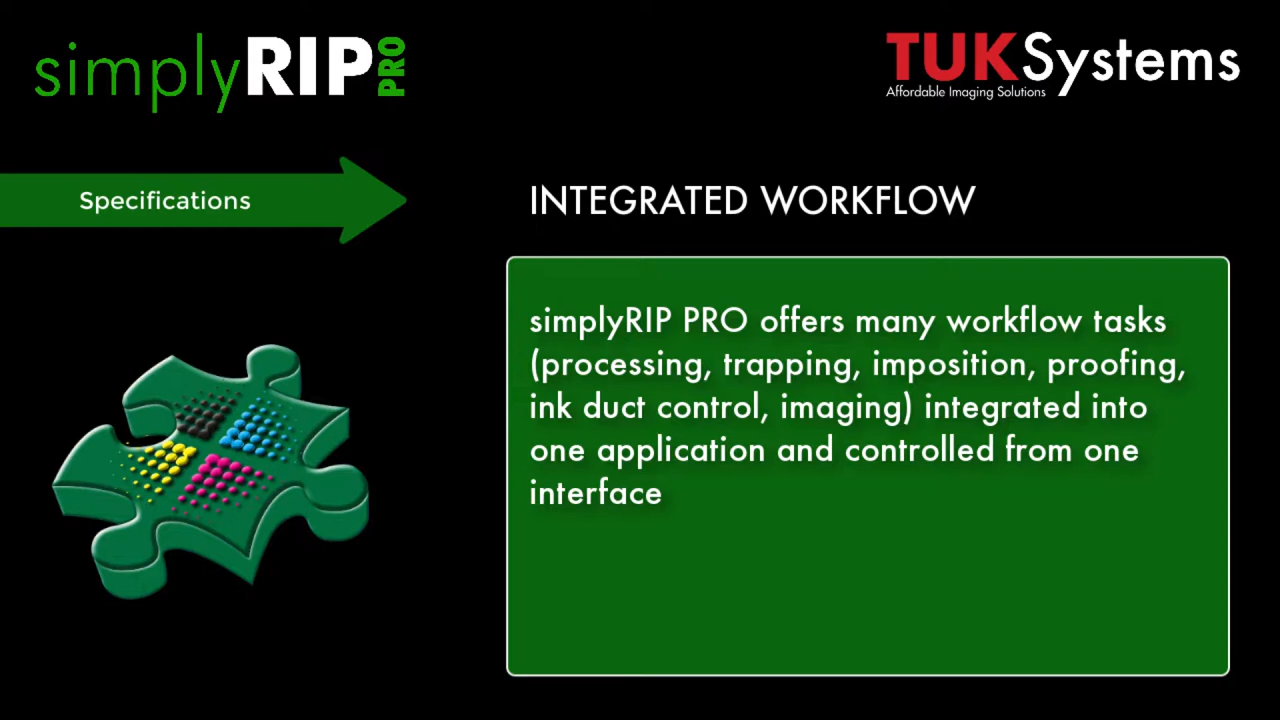 simplyRIP PRO
TUKSystems
Affordable Imaging Solutions
Specifications
INTEGRATED WORKFLOW
simplyRIP PRO offers many workflow tasks
(processing, trapping, imposition, proofing,
ink duct control, imaging) integrated into
one application and controlled from one
interface